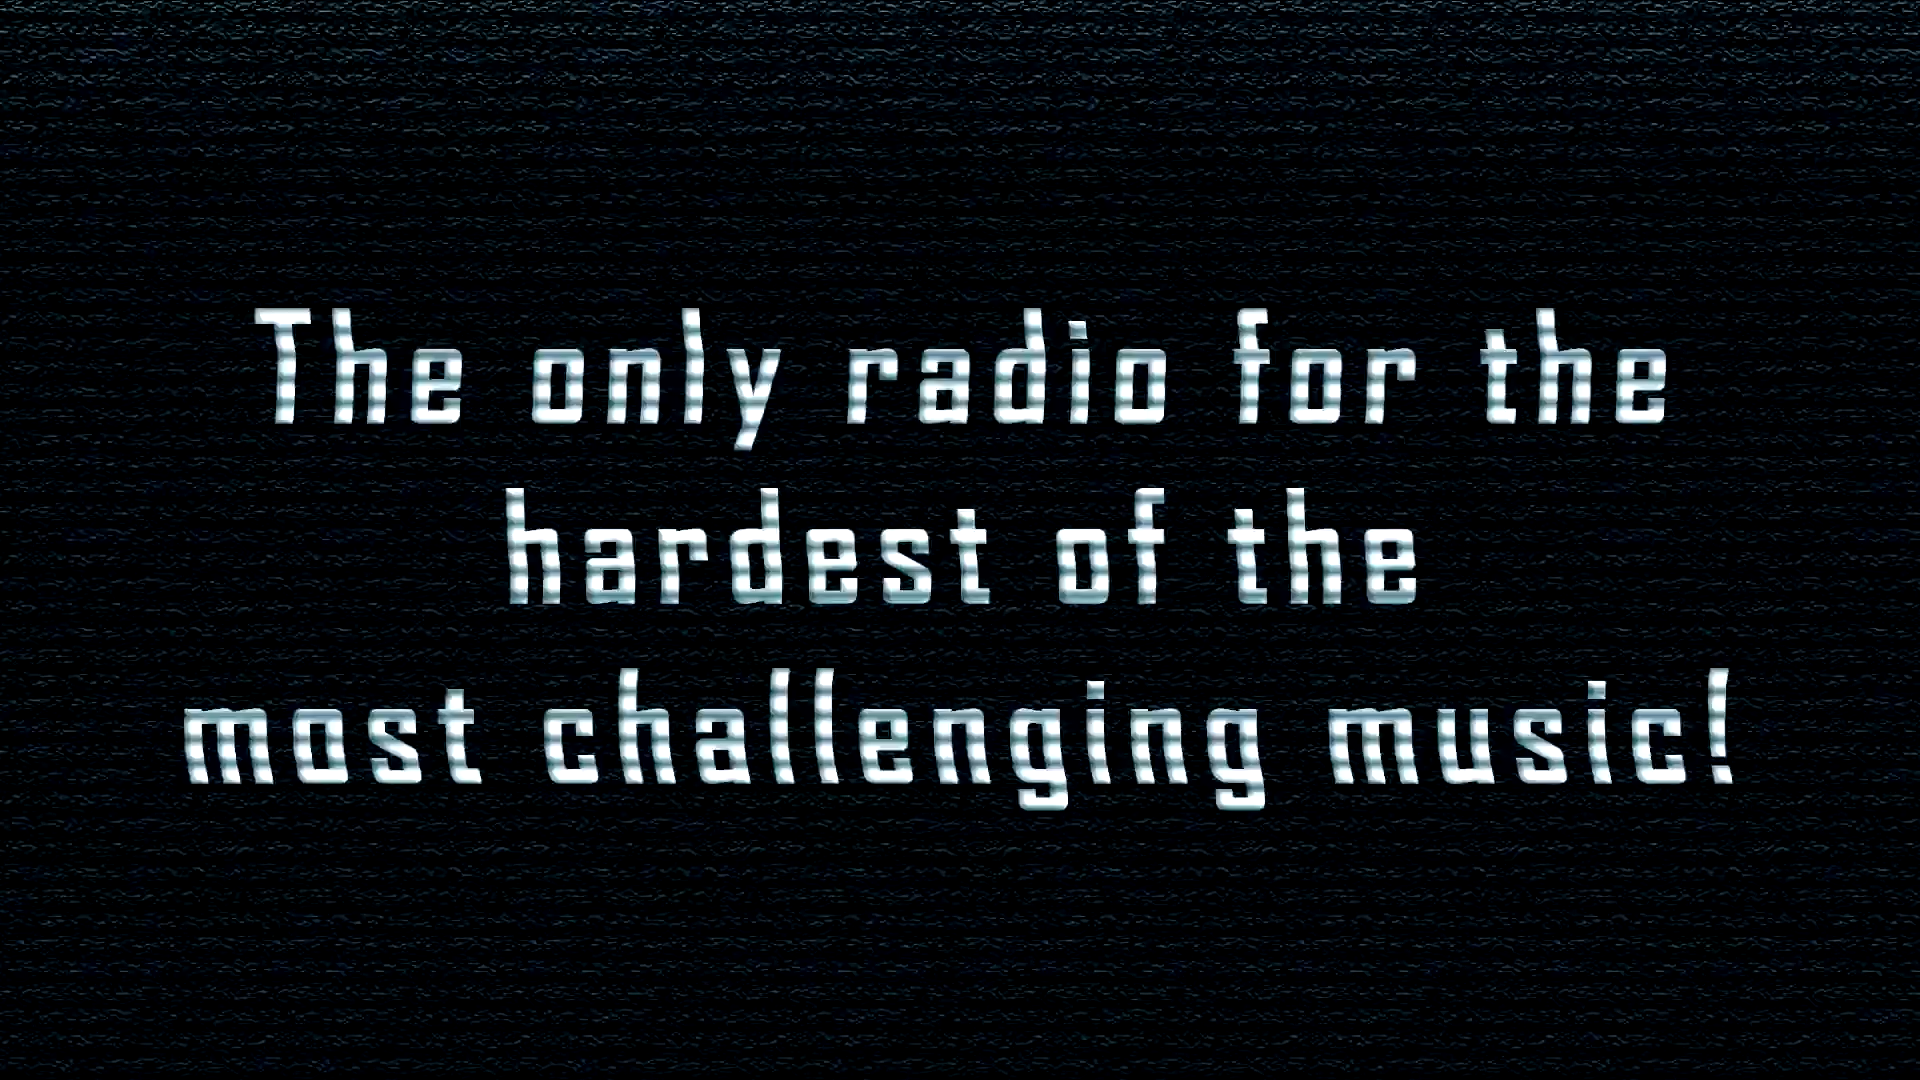 The only radio for the
hardest of the
most challenging music!